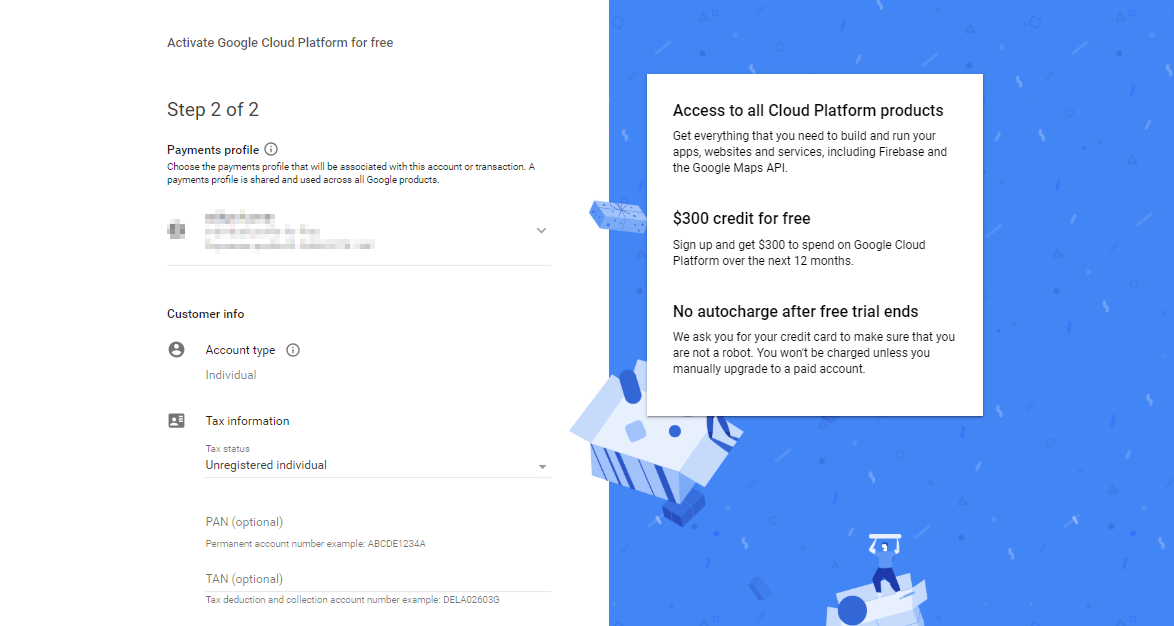 Activate Google Cloud Platform for free
Step 2 of 2
Payments profile
Choose the payments profile that will be associated with this account or transaction. A
payments profile is shared and used across all Google products.
Customer info
Account type
Individual
Tax information
Tax status
Unregistered individual
PAN (optional)
Permanent account number example: ABCDE1234A
TAN (optional)
Tax deduction and collection account number example: DELA02603G
Access to all Cloud Platform products
Get everything that you need to build and run your
apps, websites and services, including Firebase and
the Google Maps API.
$300 credit for free
Sign up and get $300 to spend on Google Cloud
Platform over the next 12 months.
No autocharge after free trial ends
We ask you for your credit card to make sure that you
are not a robot. You won't be charged unless you
manually upgrade to a paid account.